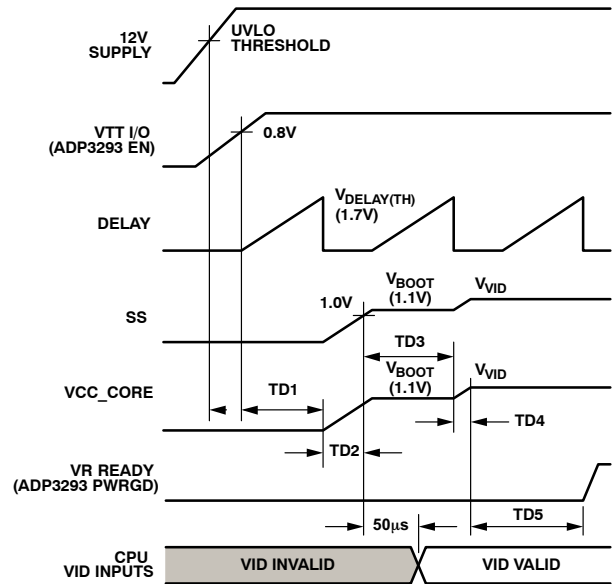 12V
SUPPLY
UVLO
THRESHOLD
VTT I/O
(ADP3293 EN)
0.8V
DELAY
VDELAY(TH)
(1.7V)
SS
1.0V
VBOOT
(1.1V)
VVID
TD3
VCC_CORE
TD1
VBOOT
(1.1V)
VVID
TD4
TD2
VR READY
(ADP3293 PWRGD)
50µs
TD5
CPU
VID INPUTS
VID INVALID
VID VALID